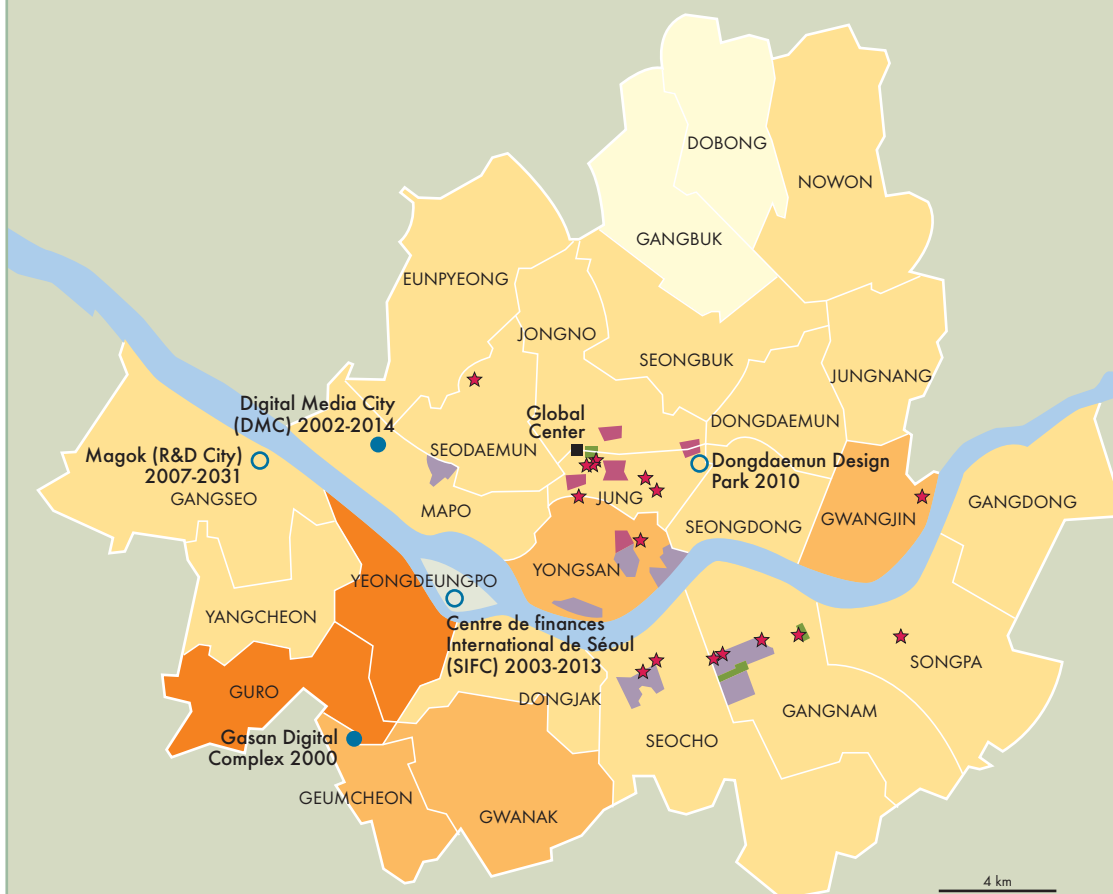 DOBONG
NOWON
GANGBUK
EUNPYEONG
JONGNO
SEONGBUK
JUNGNANG
Digital Media City
(DMC) 2002-2014
Global
Center
DONGDAEMUN
SEODAEMUN
Magok (R&D City)
2007-2031
Dongdaemun Design
Park 2010
GANGSEO
MAPO
JUNG
SEONGDONG
GWANGJIN
GANGDONG
YEONGDEUNGPO
YONGSAN
YANGCHEON
Centre de finances
International de Séoul
(SIFC) 2003-2013
SONGPA
GURO
DONGJAK
GANGNAM
Gasan Digital
Complex 2000
SEOCHO
GEUMCHEON
GWANAK
4 km